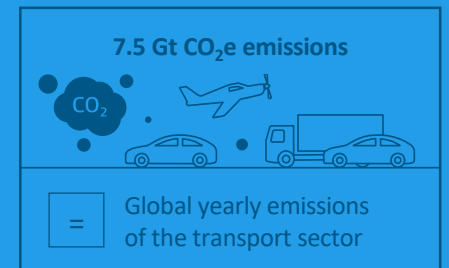 7.5 Gt CO₂e emissions
CO₂
=
Global yearly emissions
of the transport sector